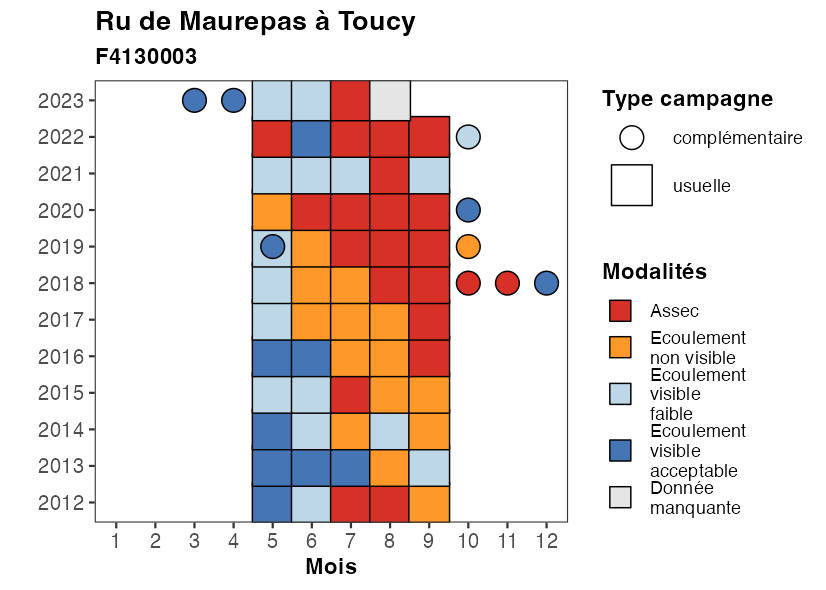 Ru de Maurepas à Toucy
F4130003
2023
2022
2021
2020
2019
2018
2017
2016
2015
2014
2013
2012
1 2 3 4 5 6 7 8 9 10 11 12
Mois
Type campagne
complémentaire
usuelle
Modalités
Assec
Ecoulement
non visible
Ecoulement
visible
faible
Ecoulement
visible
acceptable
Donnée
manquante